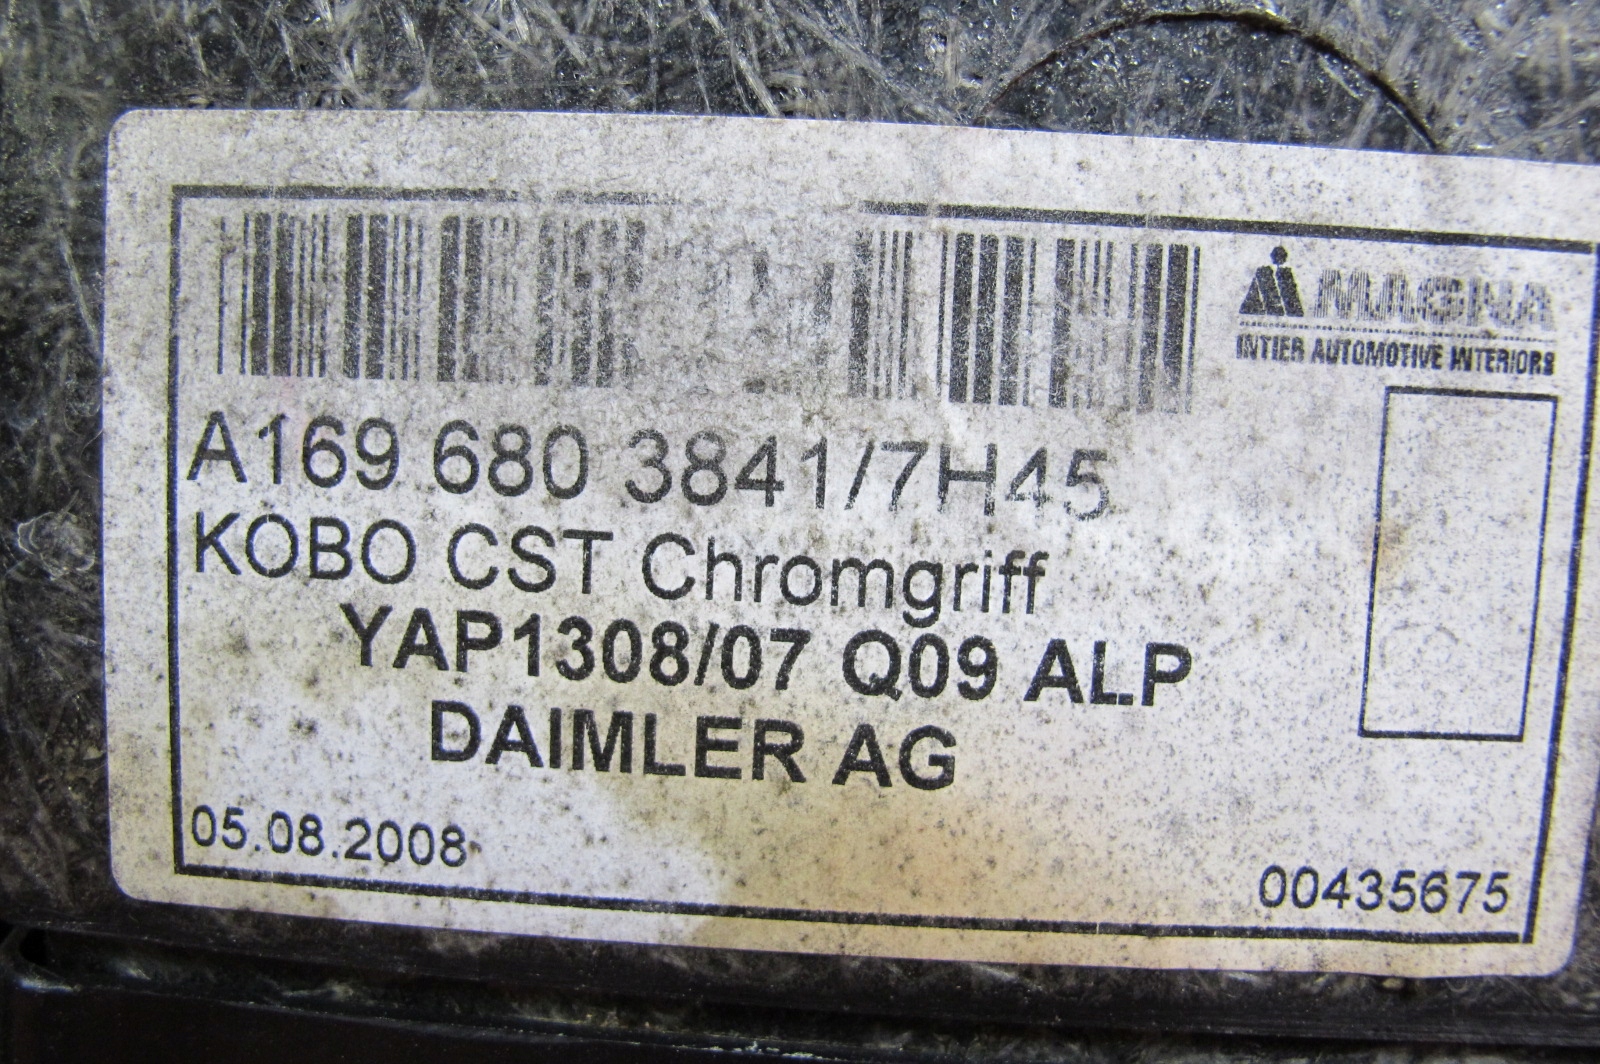 MAGNA
INTIER AUTOMOTIVE INTERIORS
A169 680 3841/7H45
KOBO CST Chromgriff
YAP1308/07 Q09 ALP
DAIMLER AG
05.08.2008
00435675